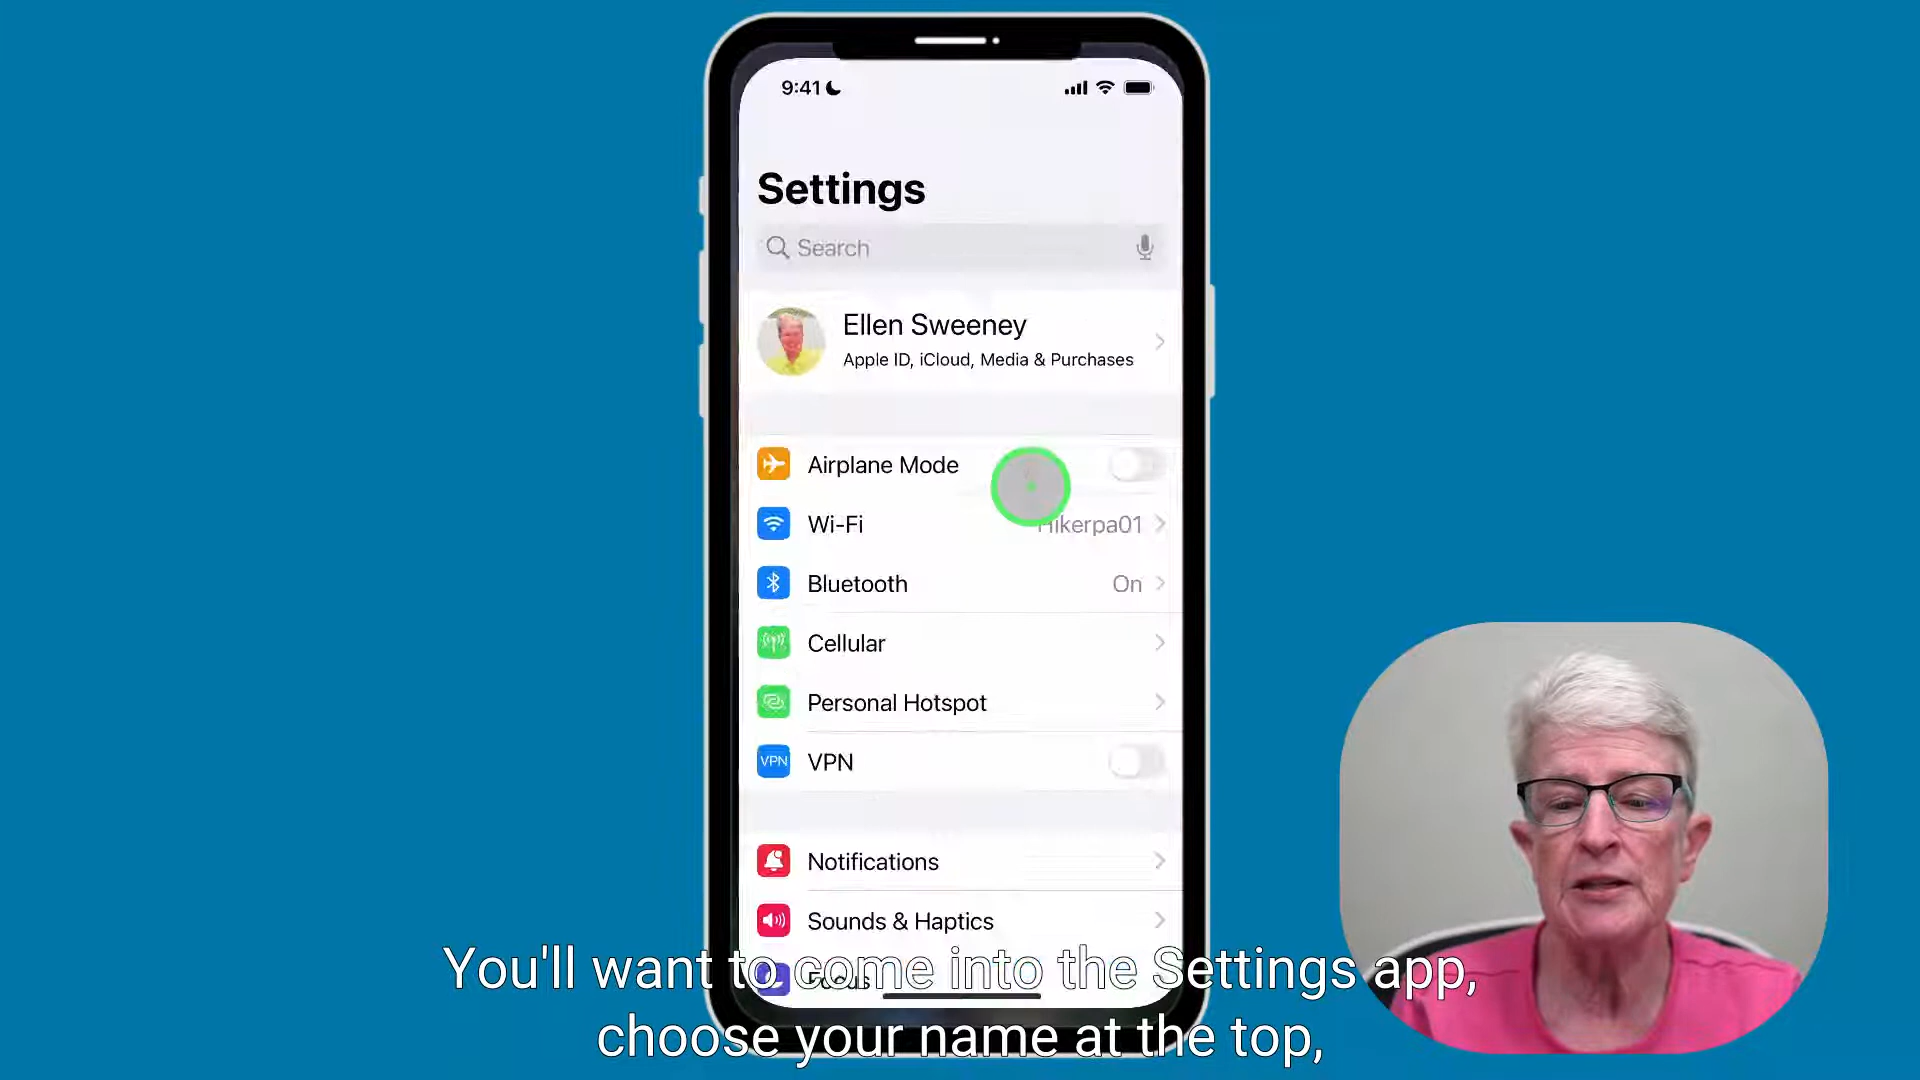 9:41
Settings
Search
Ellen Sweeney
Apple ID, iCloud, Media & Purchases
Airplane Mode
Wi-Fi
Hikerpa01
Bluetooth
On
Cellular
Personal Hotspot
VPN
VPN
Notifications
Sounds & Haptics
Focus
You'll want to come into the Settings app,
choose your name at the top,